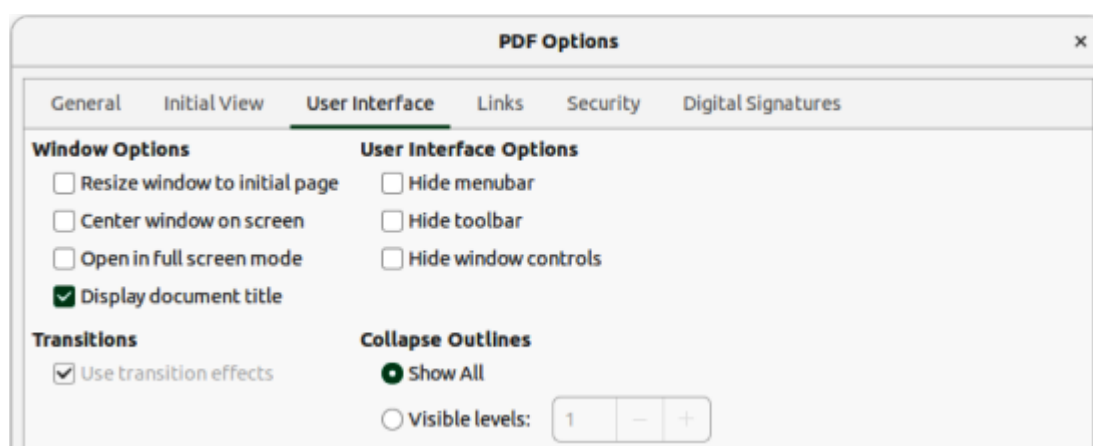 PDF Options ×
General Initial View User Interface Links Security Digital Signatures
Window Options
Resize window to initial page
Center window on screen
Open in full screen mode
Display document title
User Interface Options
Hide menubar
Hide toolbar
Hide window controls
Transitions
Use transition effects
Collapse Outlines
Show All
Visible levels: 1 − +